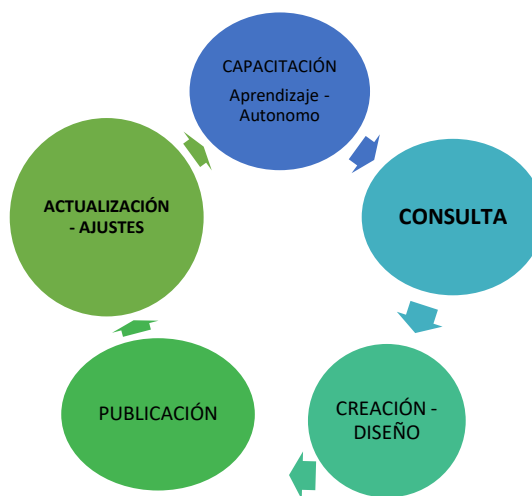 CAPACITACIÓN
Aprendizaje -
Autonomo
CONSULTA
CREACIÓN -
DISEÑO
PUBLICACIÓN
ACTUALIZACIÓN
- AJUSTES